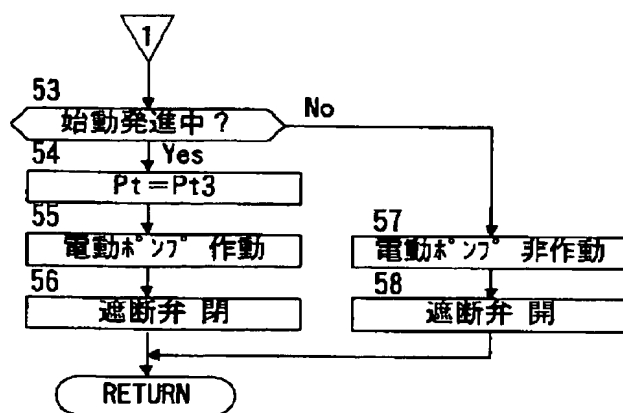 1
53
始動発進中?
No
54
Yes
Pt=Pt3
55
電動ポンプ 作動
57
電動ポンプ 非作動
56
遮断弁 閉
58
遮断弁 開
RETURN